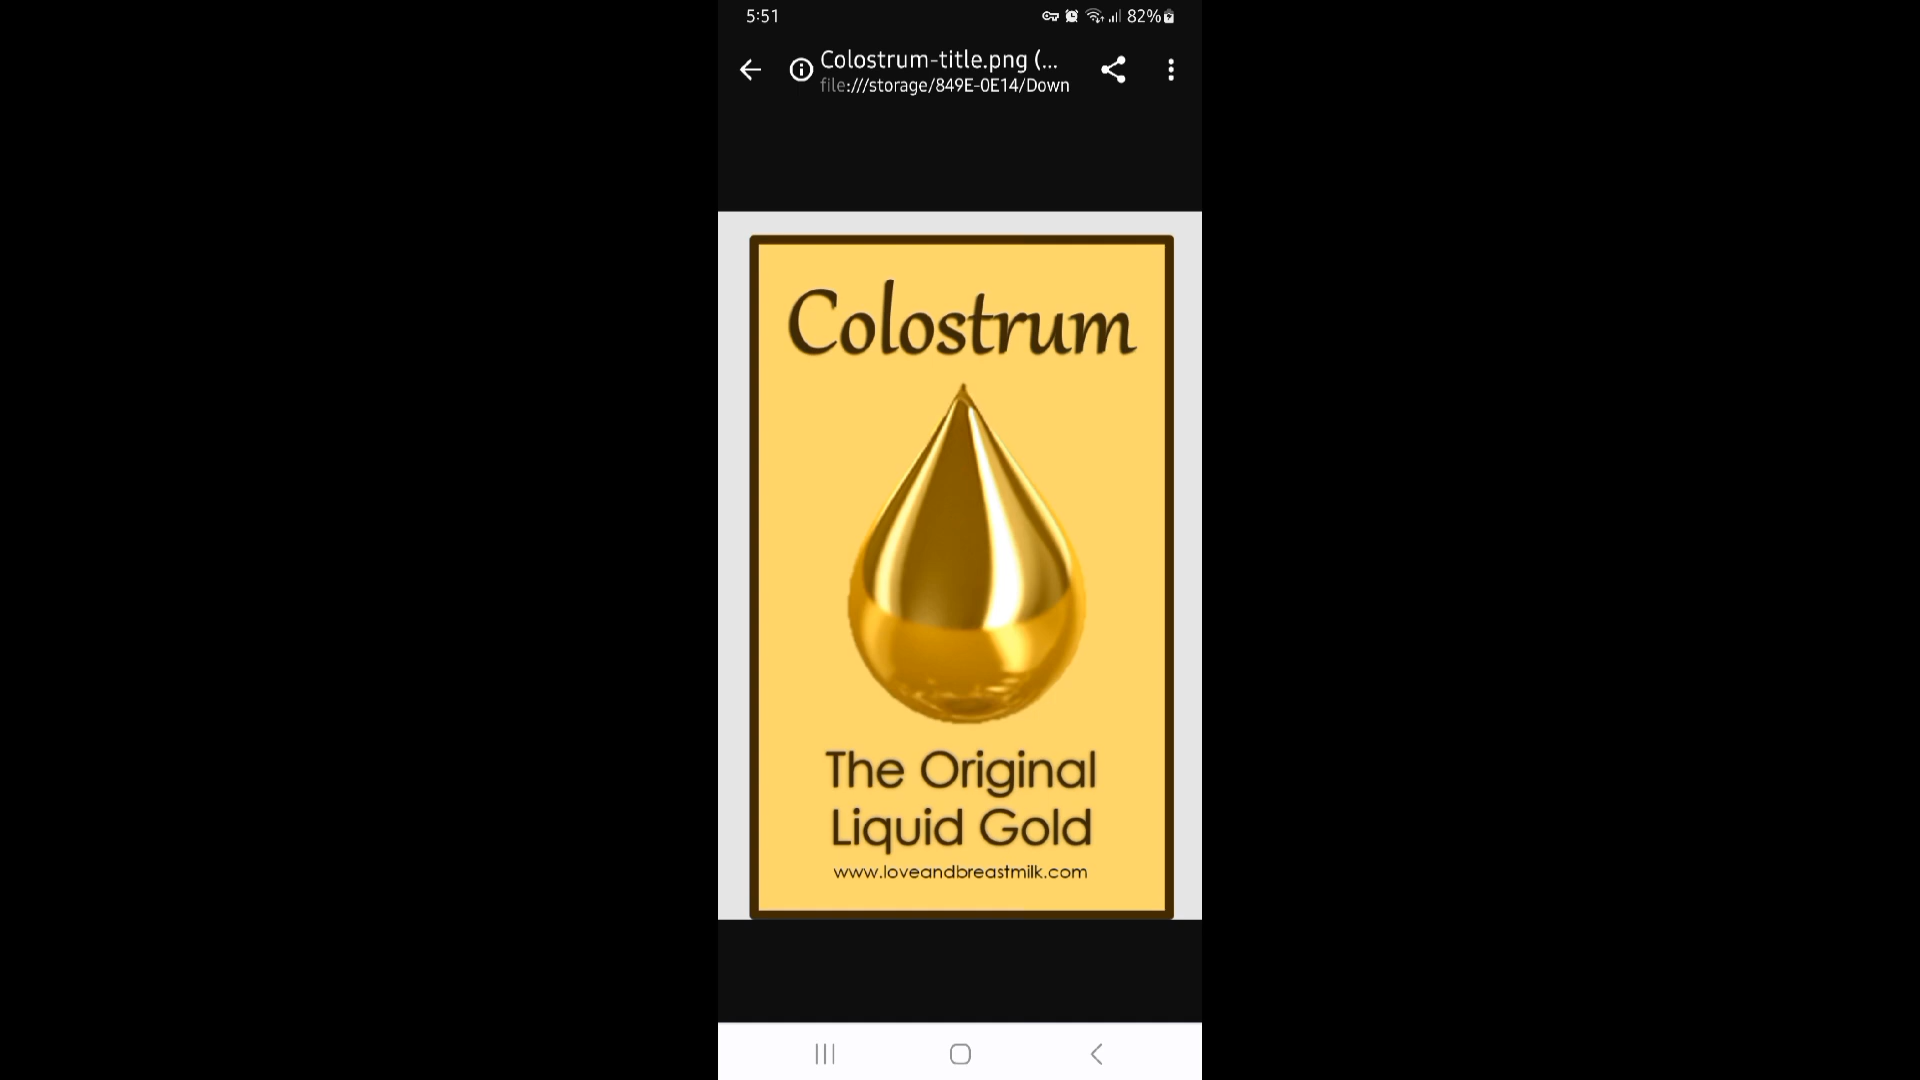 5:51
82%
Colostrum-title.png (...
file:///storage/849E-0E14/Down
Colostrum
The Original
Liquid Gold
www.loveandbreastmilk.com